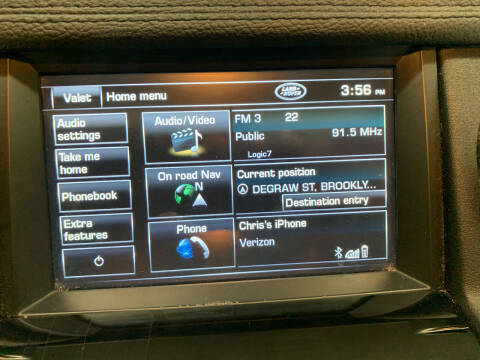 Valet
Home menu
LAND ROVER
3:56 PM
Audio settings
Take me home
Phonebook
Extra features
Audio/Video
On road Nav
N
Phone
FM 3 22
Public 91.5 MHz
Logic7
Current position
DEGRAW ST, BROOKLY...
Destination entry
Chris's iPhone
Verizon